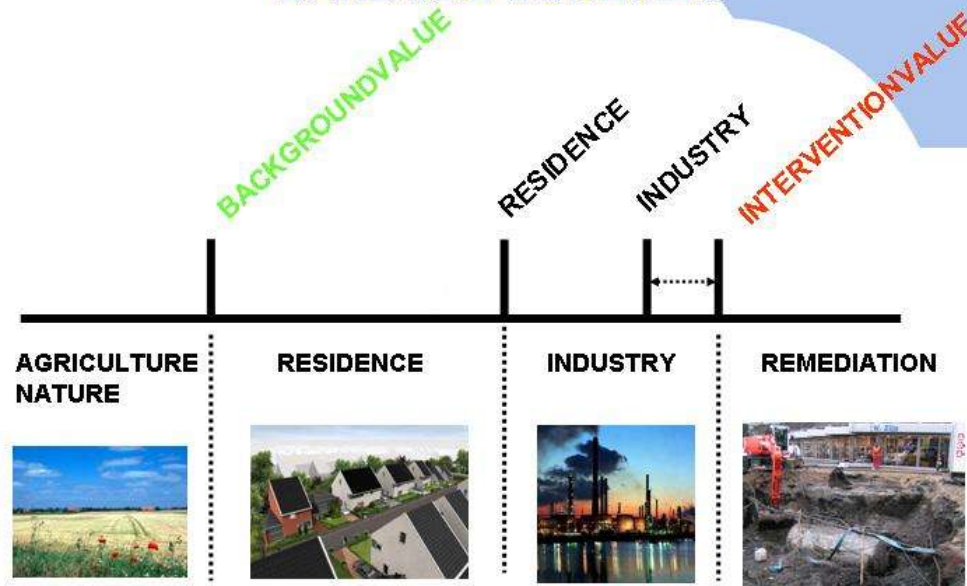 BACKGROUNDVALUE
RESIDENCE
INDUSTRY
INTERVENTIONVALUE
AGRICULTURE
NATURE
RESIDENCE
INDUSTRY
REMEDIATION